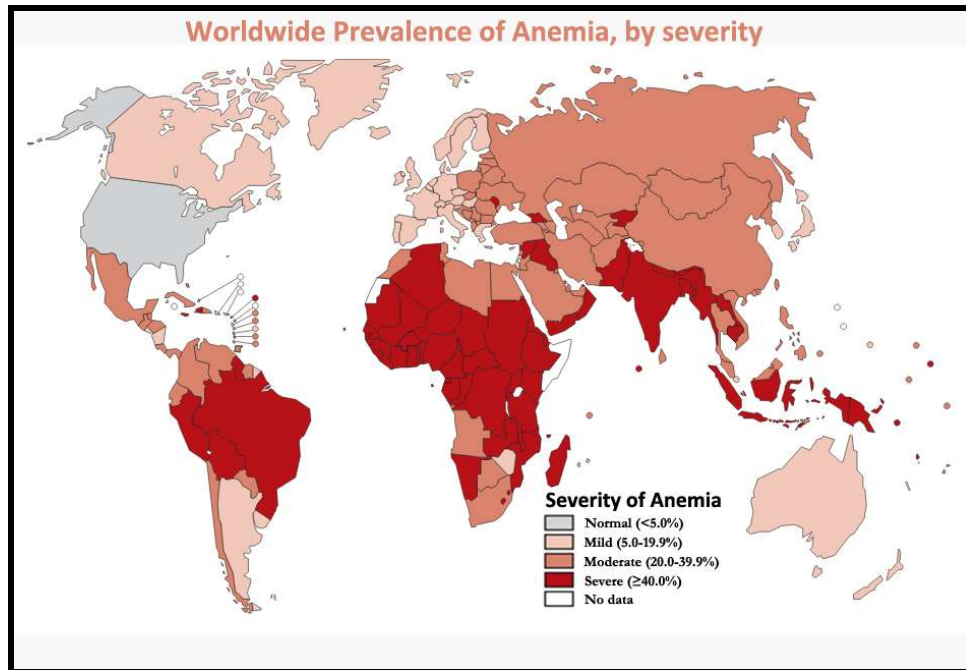 Worldwide Prevalence of Anemia, by severity
Severity of Anemia
Normal (<5.0%)
Mild (5.0-19.9%)
Moderate (20.0-39.9%)
Severe (≥40.0%)
No data